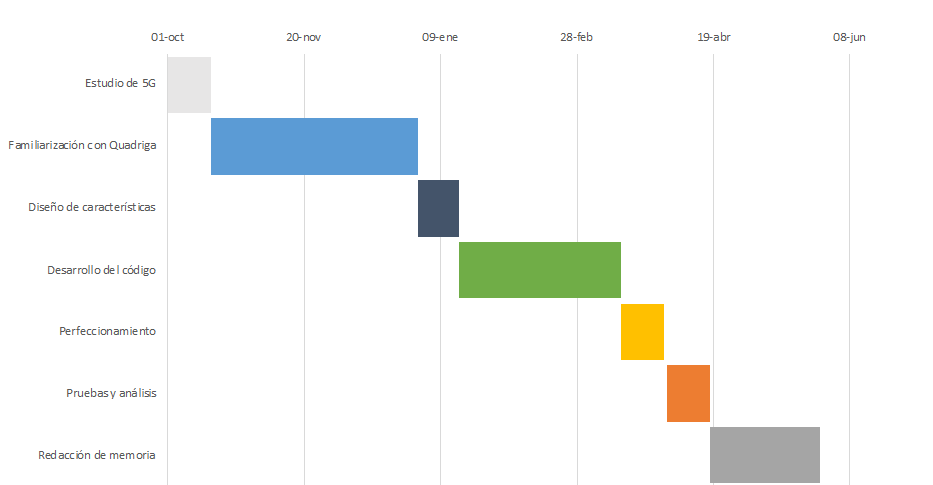 01-oct 20-nov 09-ene 28-feb 19-abr 08-jun
Estudio de 5G
Familiarización con Quadriga
Diseño de características
Desarrollo del código
Perfeccionamiento
Pruebas y análisis
Redacción de memoria